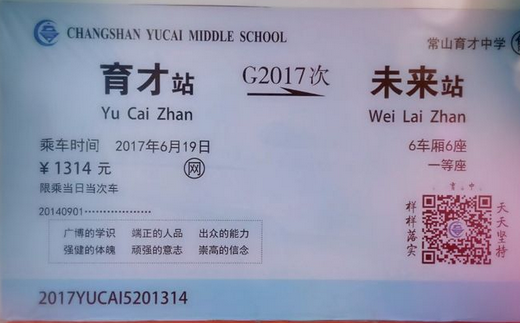 CHANGSHAN YUCAI MIDDLE SCHOOL
常山育才中学
育才站
G2017次
未来站
Yu Cai Zhan
Wei Lai Zhan
乘车时间 2017年6月19日
6车厢6座
¥1314 元
网
一等座
限乘当日当次车
20140901
样样落实
天天坚持
广博的学识 端正的人品 出众的能力
强健的体魄 顽强的意志 崇高的信念
2017YUCAI5201314